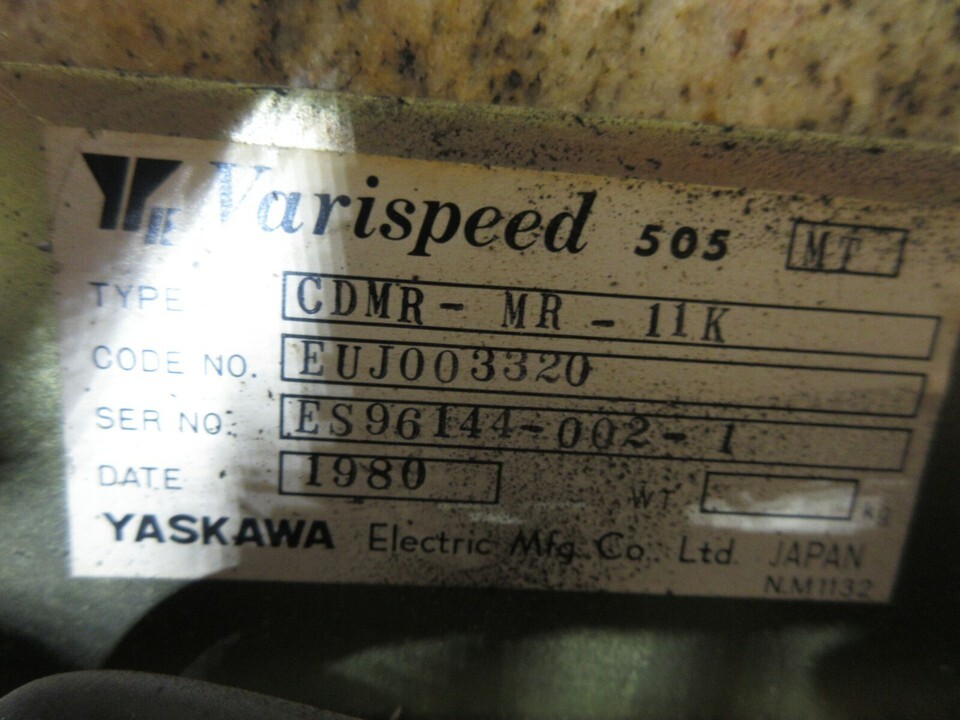 Varispeed 505 MT
TYPE CDMR- MR - 11K
CODE NO. EUJ003320
SER NO. ES96144-002-1
DATE 1980 WT kg
YASKAWA Electric Mfg. Co., Ltd. JAPAN
N.M1132